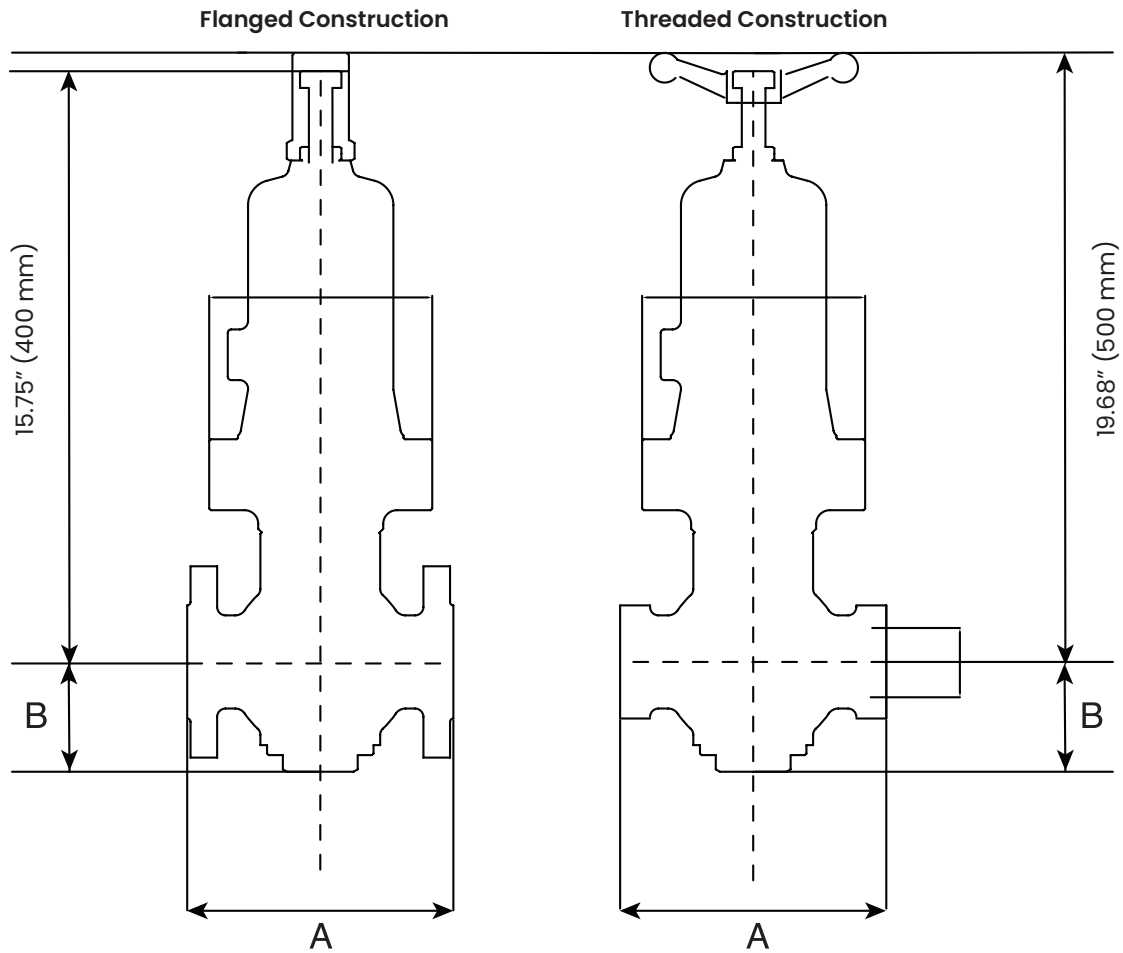 Flanged Construction
Threaded Construction
15.75” (400 mm)
19.68” (500 mm)
B
B
A
A